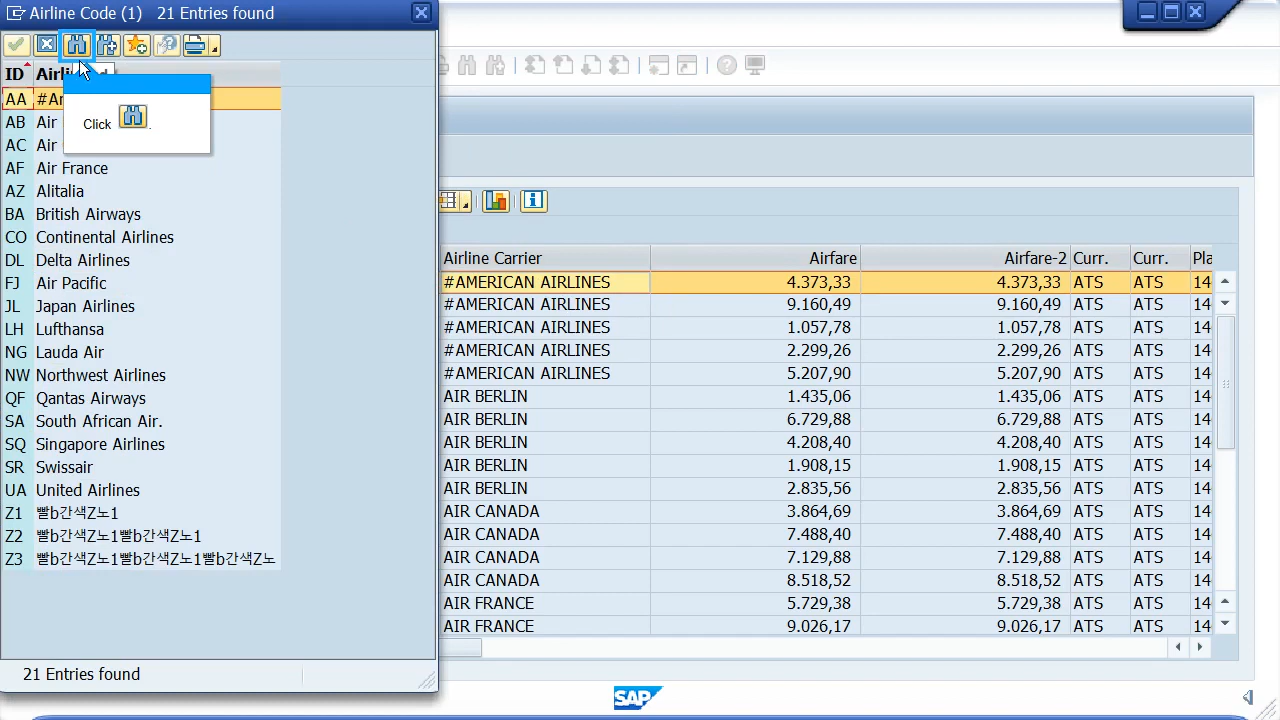 Airline Code (1) 21 Entries found
ID
Click .
AA
AB Air
AC Air
AF Air France
AZ Alitalia
BA British Airways
CO Continental Airlines
DL Delta Airlines
FJ Air Pacific
JL Japan Airlines
LH Lufthansa
NG Lauda Air
NW Northwest Airlines
QF Qantas Airways
SA South African Air.
SQ Singapore Airlines
SR Swissair
UA United Airlines
Z1 빨b간색Z노1
Z2 빨b간색Z노1빨b간색Z노1
Z3 빨b간색Z노1빨b간색Z노1빨b간색Z노
21 Entries found
Airline Carrier Airfare Airfare-2 Curr. Curr.
#AMERICAN AIRLINES 4.373,33 4.373,33 ATS ATS 14
#AMERICAN AIRLINES 9.160,49 9.160,49 ATS ATS 14
#AMERICAN AIRLINES 1.057,78 1.057,78 ATS ATS 14
#AMERICAN AIRLINES 2.299,26 2.299,26 ATS ATS 14
#AMERICAN AIRLINES 5.207,90 5.207,90 ATS ATS 14
AIR BERLIN 1.435,06 1.435,06 ATS ATS 14
AIR BERLIN 6.729,88 6.729,88 ATS ATS 14
AIR BERLIN 4.208,40 4.208,40 ATS ATS 14
AIR BERLIN 1.908,15 1.908,15 ATS ATS 14
AIR BERLIN 2.835,56 2.835,56 ATS ATS 14
AIR CANADA 3.864,69 3.864,69 ATS ATS 14
AIR CANADA 7.488,40 7.488,40 ATS ATS 14
AIR CANADA 7.129,88 7.129,88 ATS ATS 14
AIR CANADA 8.518,52 8.518,52 ATS ATS 14
AIR FRANCE 5.729,38 5.729,38 ATS ATS 14
AIR FRANCE 9.026,17 9.026,17 ATS ATS 14
SAP